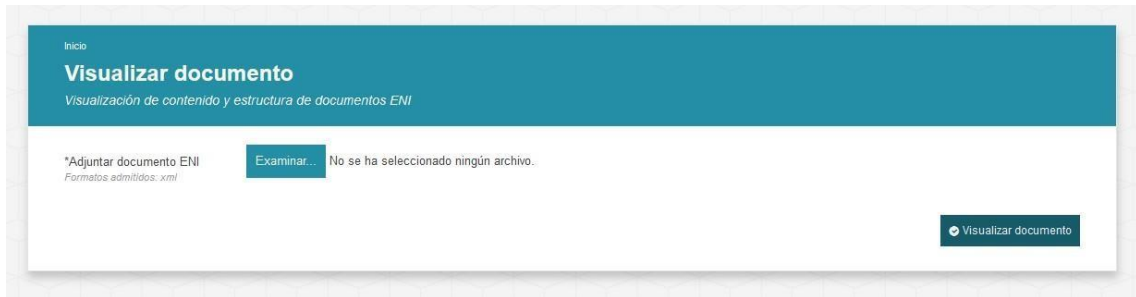 Inicio
Visualizar documento
Visualización de contenido y estructura de documentos ENI
*Adjuntar documento ENI
Examinar... No se ha seleccionado ningún archivo.
Formatos admitidos: xml
Visualizar documento